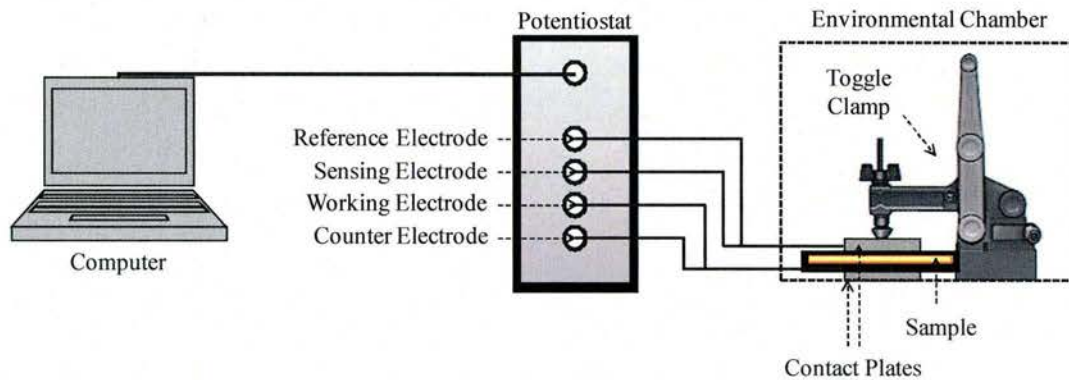 Potentiostat
Environmental Chamber
Toggle
Clamp
Reference Electrode
Sensing Electrode
Working Electrode
Counter Electrode
Computer
Sample
Contact Plates